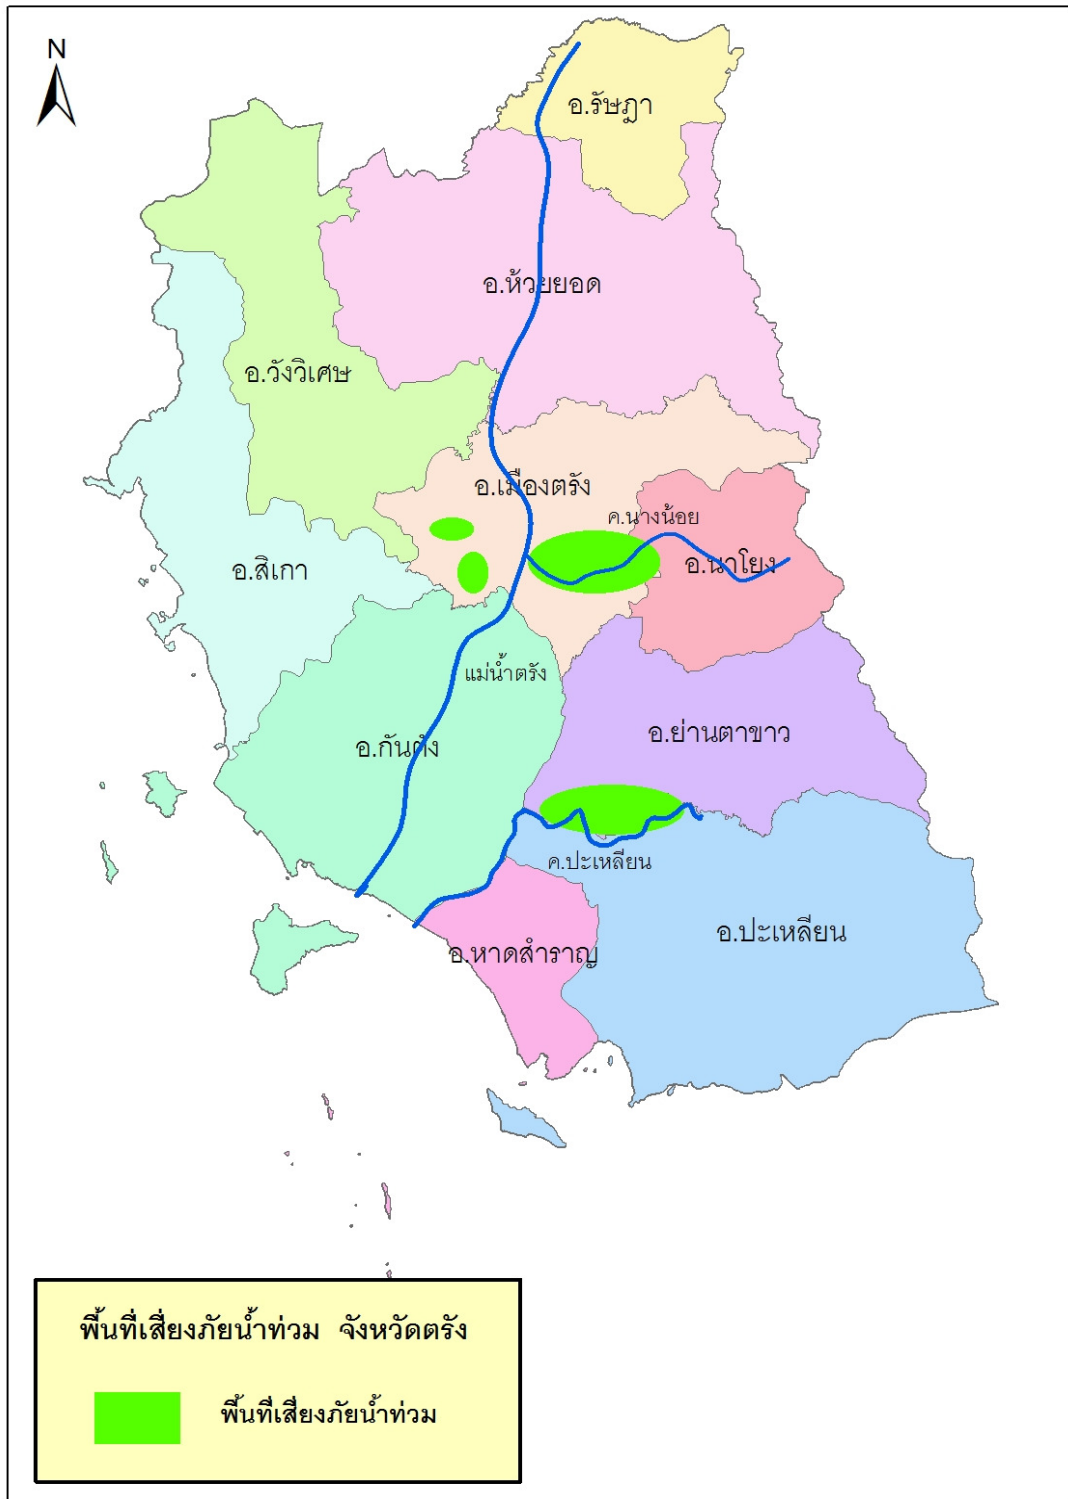 N
อ.รัษฎา
อ.ห้วยยอด
อ.วังวิเศษ
อ.เมืองตรัง
ค.นางน้อย
อ.นาโยง
อ.สิเกา
แม่น้ำตรัง
อ.ย่านตาขาว
อ.กันตัง
ค.ปะเหลียน
อ.ปะเหลียน
อ.หาดสำราญ
พื้นที่เสี่ยงภัยน้ำท่วม จังหวัดตรัง
พื้นที่เสี่ยงภัยน้ำท่วม